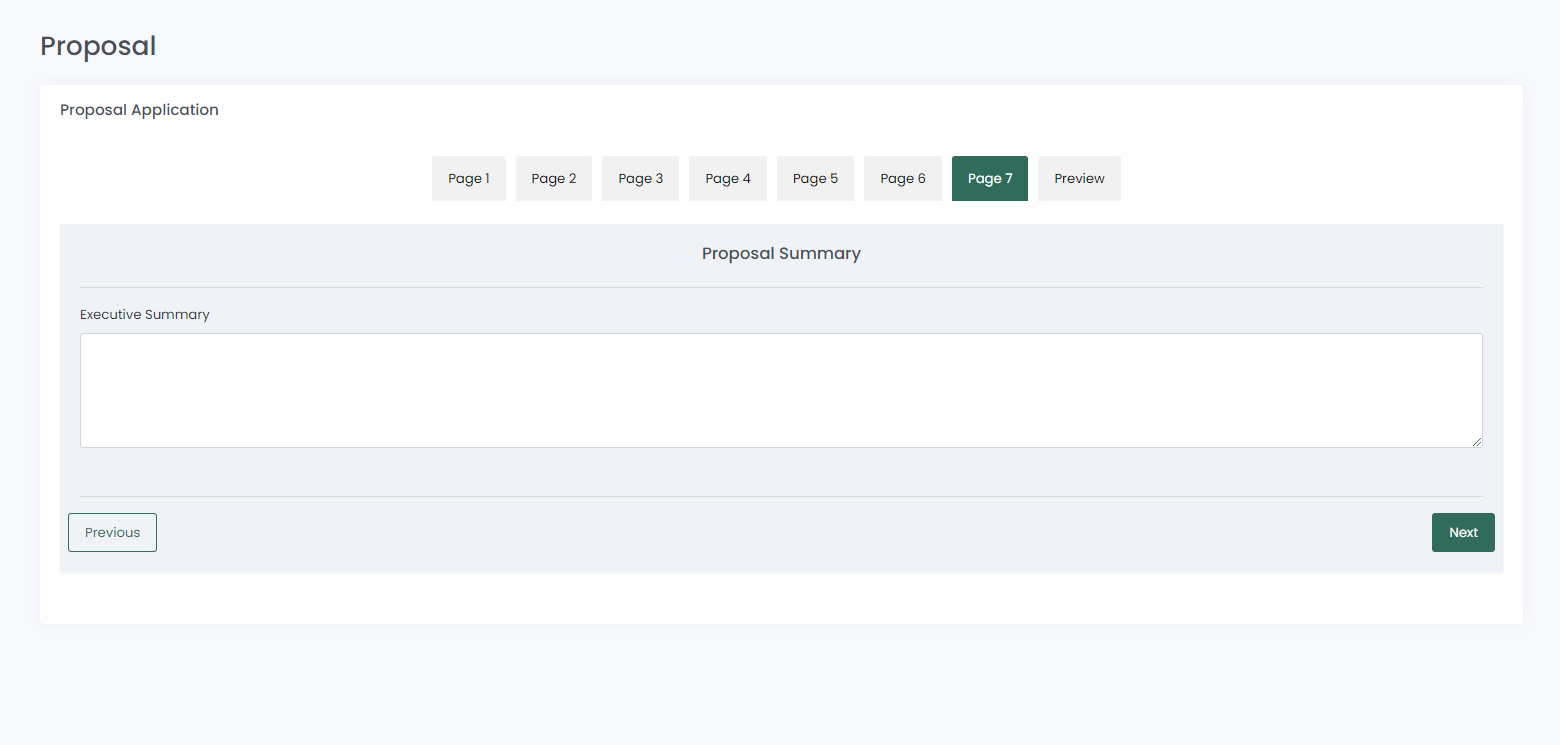 Proposal
Proposal Application
Page 1 Page 2 Page 3 Page 4 Page 5 Page 6 Page 7 Preview
Proposal Summary
Executive Summary
Previous Next